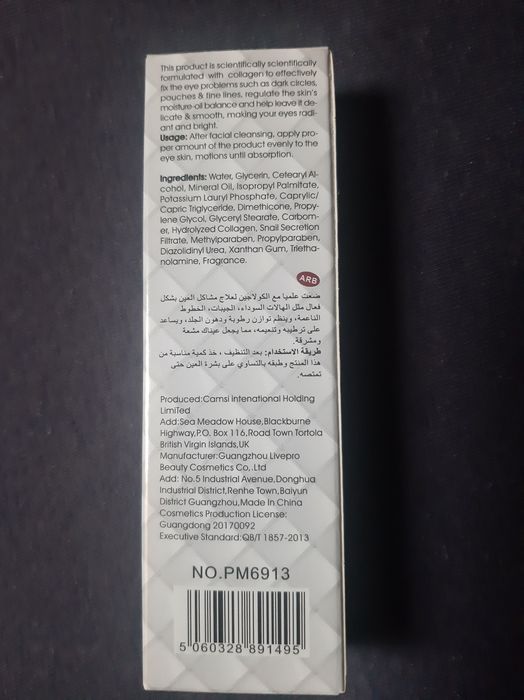 This product is scientifically scientifically
formulated with collagen to effectively
fix the eye problems such as dark circles,
pouches & fine lines, regulate the skin's
moisture-oil balance and help leave it de-
licate & smooth, making your eyes radi-
ant and bright.
Usage: After facial cleansing, apply pro-
per amount of the product evenly to the
eye skin, motions until absorption.
Ingredients: Water, Glycerin, Cetearyl Al-
cohol, Mineral Oil, Isopropyl Palmitate,
Potassium Lauryl Phosphate, Caprylic/
Capric Triglyceride, Dimethicone, Propy-
lene Glycol, Glyceryl Stearate, Carbom-
er, Hydrolyzed Collagen, Snail Secretion
Filtrate, Methylparaben, Propylparaben,
Diazolidinyl Urea, Xanthan Gum, Trietha-
nolamine, Fragrance.
ARB
ضعت علميا مع الكولاجين لعلاج مشاكل العين بشكل
فعال مثل الهالات السوداء، الجيبات، الخطوط
الناعمة، وينظم توازن رطوبة ودهون الجلد، ويساعد
على ترطيبه وتنعيمه، مما يجعل عيناك مشعة
ومشرقة.
طريقة الاستخدام: بعد التنظيف ، خذ كمية مناسبة من
هذا المنتج وطبقه بالتساوي على بشرة العين حتى
تمتصه.
Produced:Carnsi intenational Holding
LimiTed
Add:Sea Meadow House,Blackburne
Highway,P.O. Box 116,Road Town Tortola
British Virgin Islands,UK
Manufacturer:Guangzhou Livepro
Beauty Cosmetics Co,.Ltd
Add: No.5 Industrial Avenue,Donghua
Industrial District,Renhe Town,Baiyun
District Guangzhou,Made In China
Cosmetics Production License:
Guangdong 20170092
Executive Standard:QB/T 1857-2013
NO.PM6913
5 060328 891495